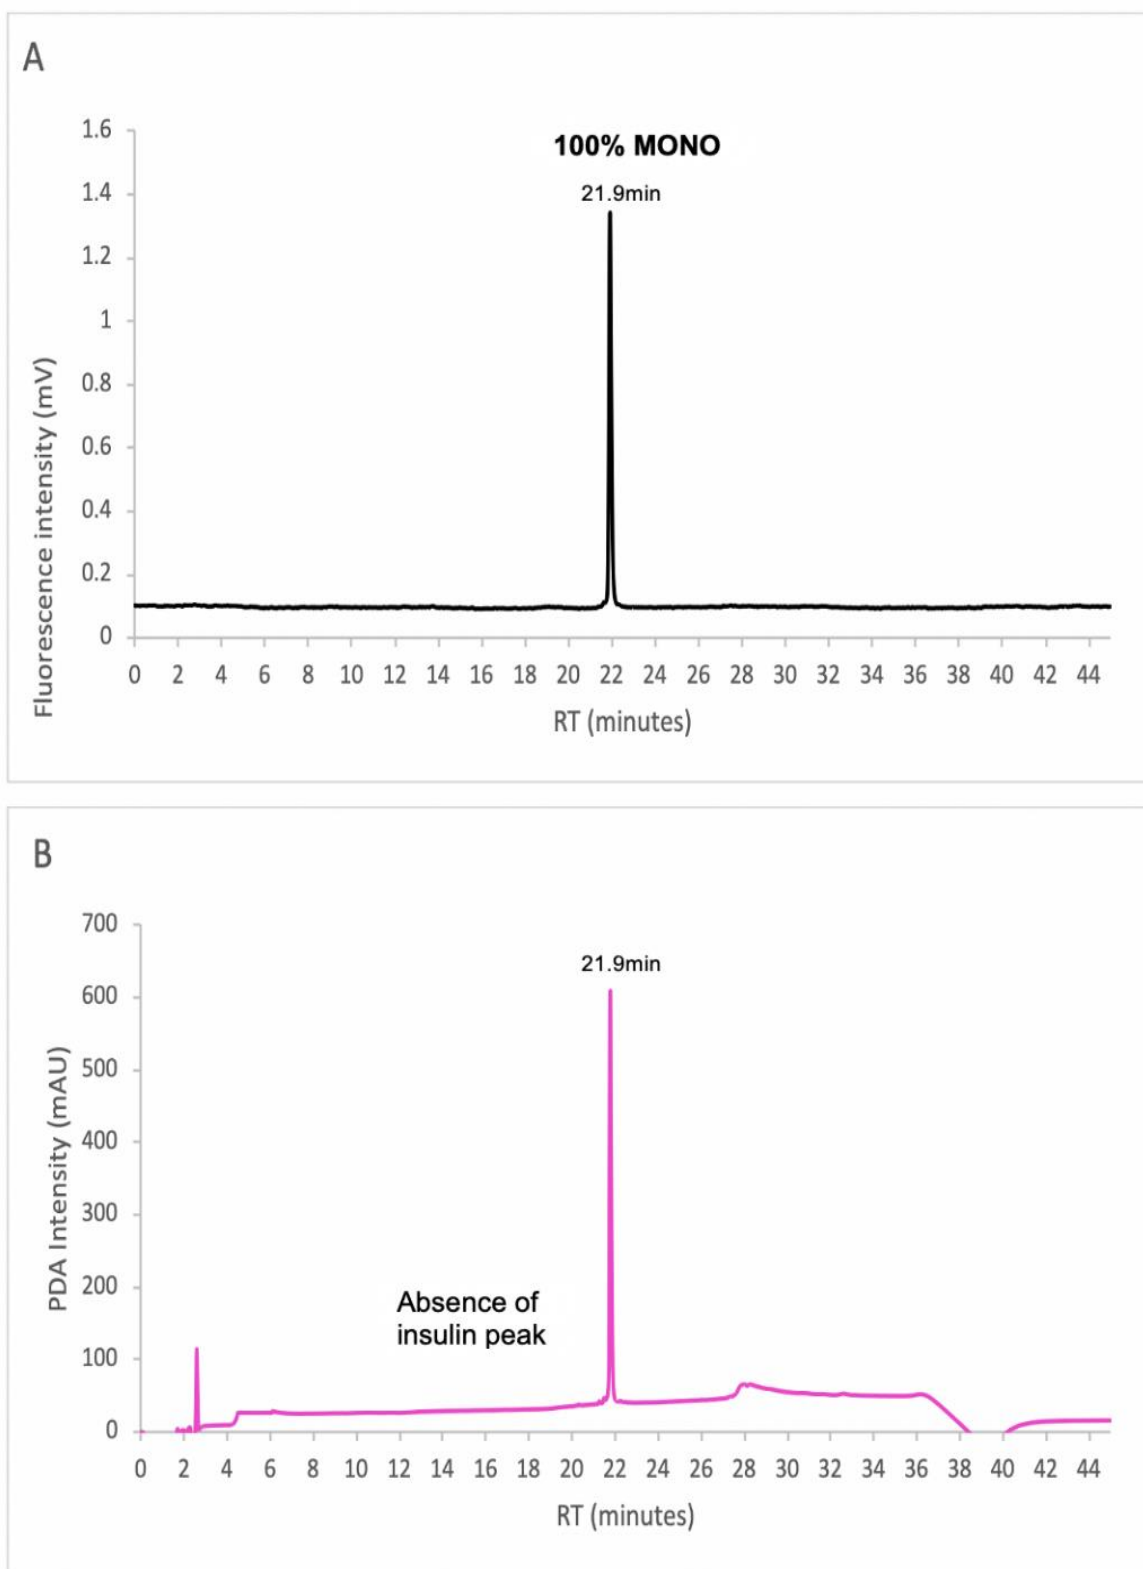 A
1.6
100% MONO
1.4
21.9min
1.2
1
0.8
0.6
0.4
0.2
0
Fluorescence intensity (mV)
0 2 4 6 8 10 12 14 16 18 20 22 24 26 28 30 32 34 36 38 40 42 44
RT (minutes)
B
700
21.9min
600
500
400
300
200
Absence of
insulin peak
100
0
PDA Intensity (mAU)
0 2 4 6 8 10 12 14 16 18 20 22 24 26 28 30 32 34 36 38 40 42 44
RT (minutes)